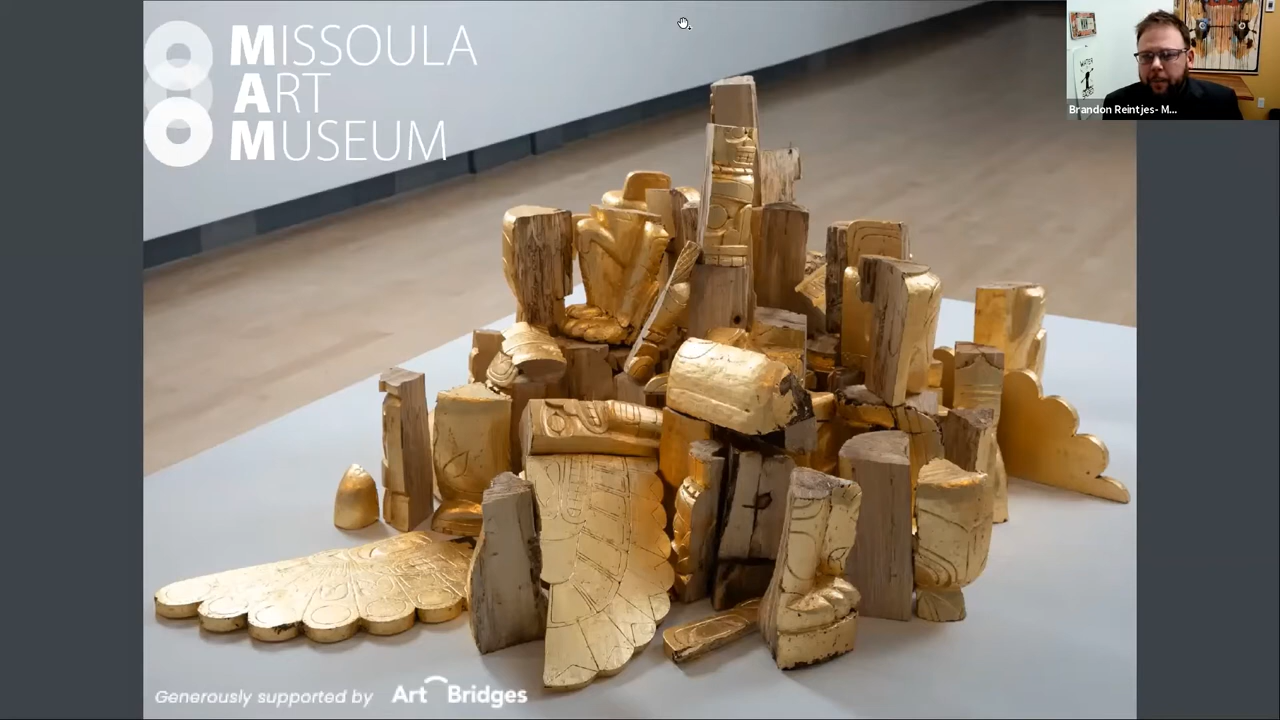 MISSOULA
ART
MUSEUM
Brandon Reintjes- M...
Generously supported by Art Bridges